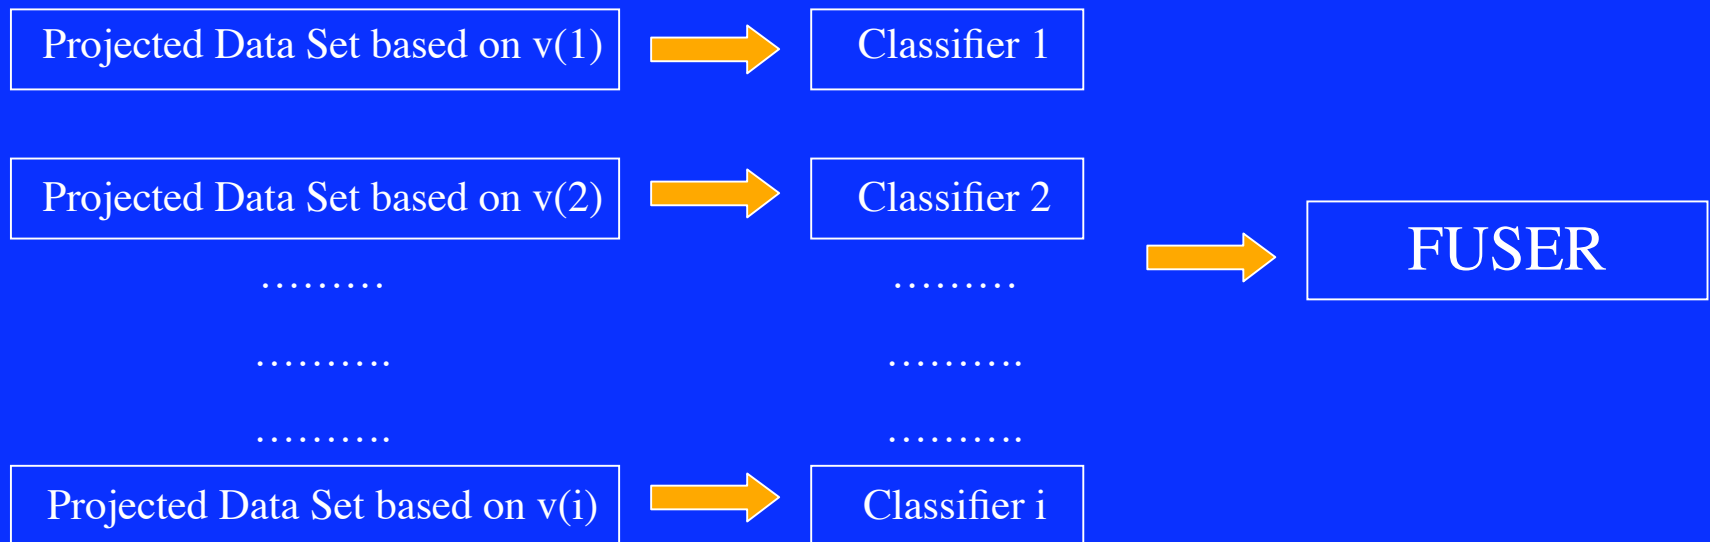 Projected Data Set based on v(1)
Classifier 1
Projected Data Set based on v(2)
Classifier 2
FUSER
………
………
……….
……….
……….
……….
Projected Data Set based on v(i)
Classifier i